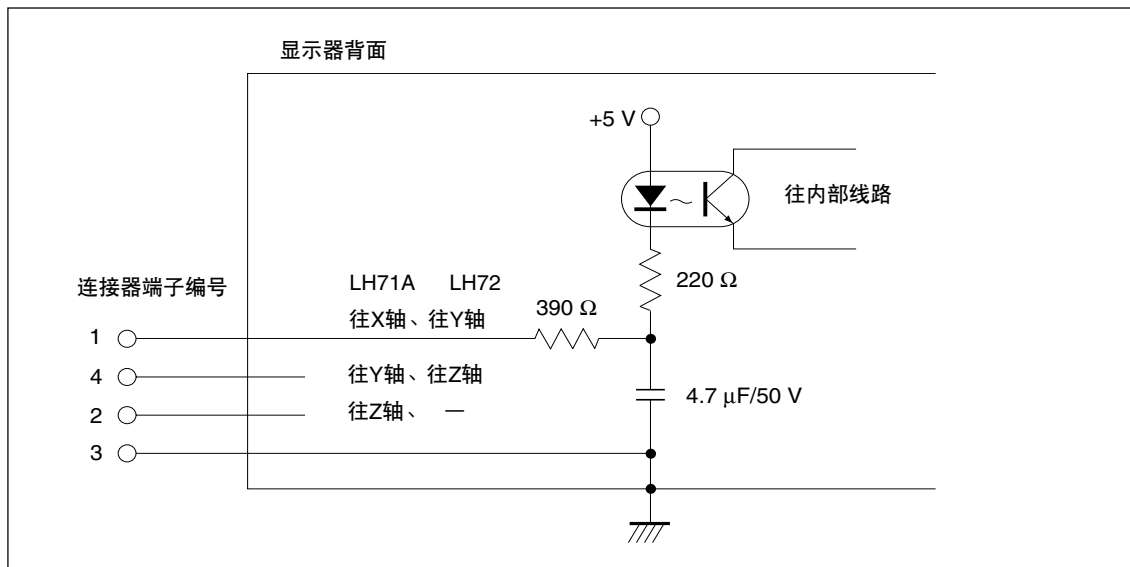 显示器背面
+5 V
往内部线路
220 Ω
连接器端子编号
LH71A LH72
390 Ω
1 往X轴、往Y轴
4 往Y轴、往Z轴
2 往Z轴、 —
4.7 μF/50 V
3